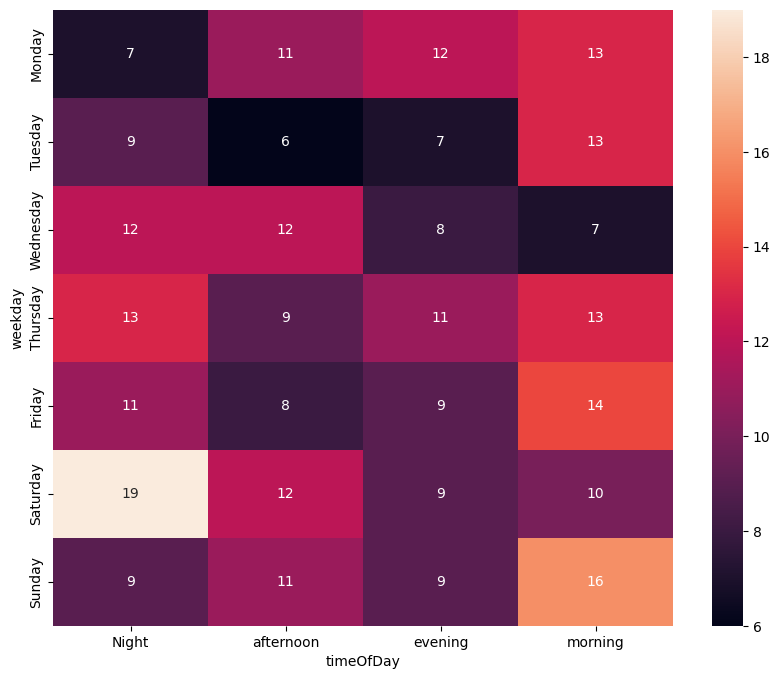 Monday 7 11 12 13
Tuesday 9 6 7 13
Wednesday 12 12 8 7
Thursday 13 9 11 13
Friday 11 8 9 14
Saturday 19 12 9 10
Sunday 9 11 9 16
weekday
Night afternoon evening morning
timeOfDay
18
16
14
12
10
8
6